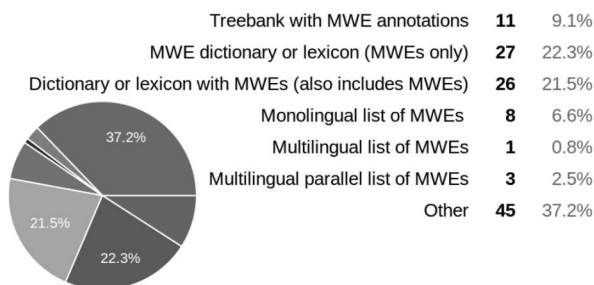 Treebank with MWE annotations 11 9.1%
MWE dictionary or lexicon (MWEs only) 27 22.3%
Dictionary or lexicon with MWEs (also includes MWEs) 26 21.5%
Monolingual list of MWEs 8 6.6%
Multilingual list of MWEs 1 0.8%
Multilingual parallel list of MWEs 3 2.5%
Other 45 37.2%
37.2%
21.5%
22.3%